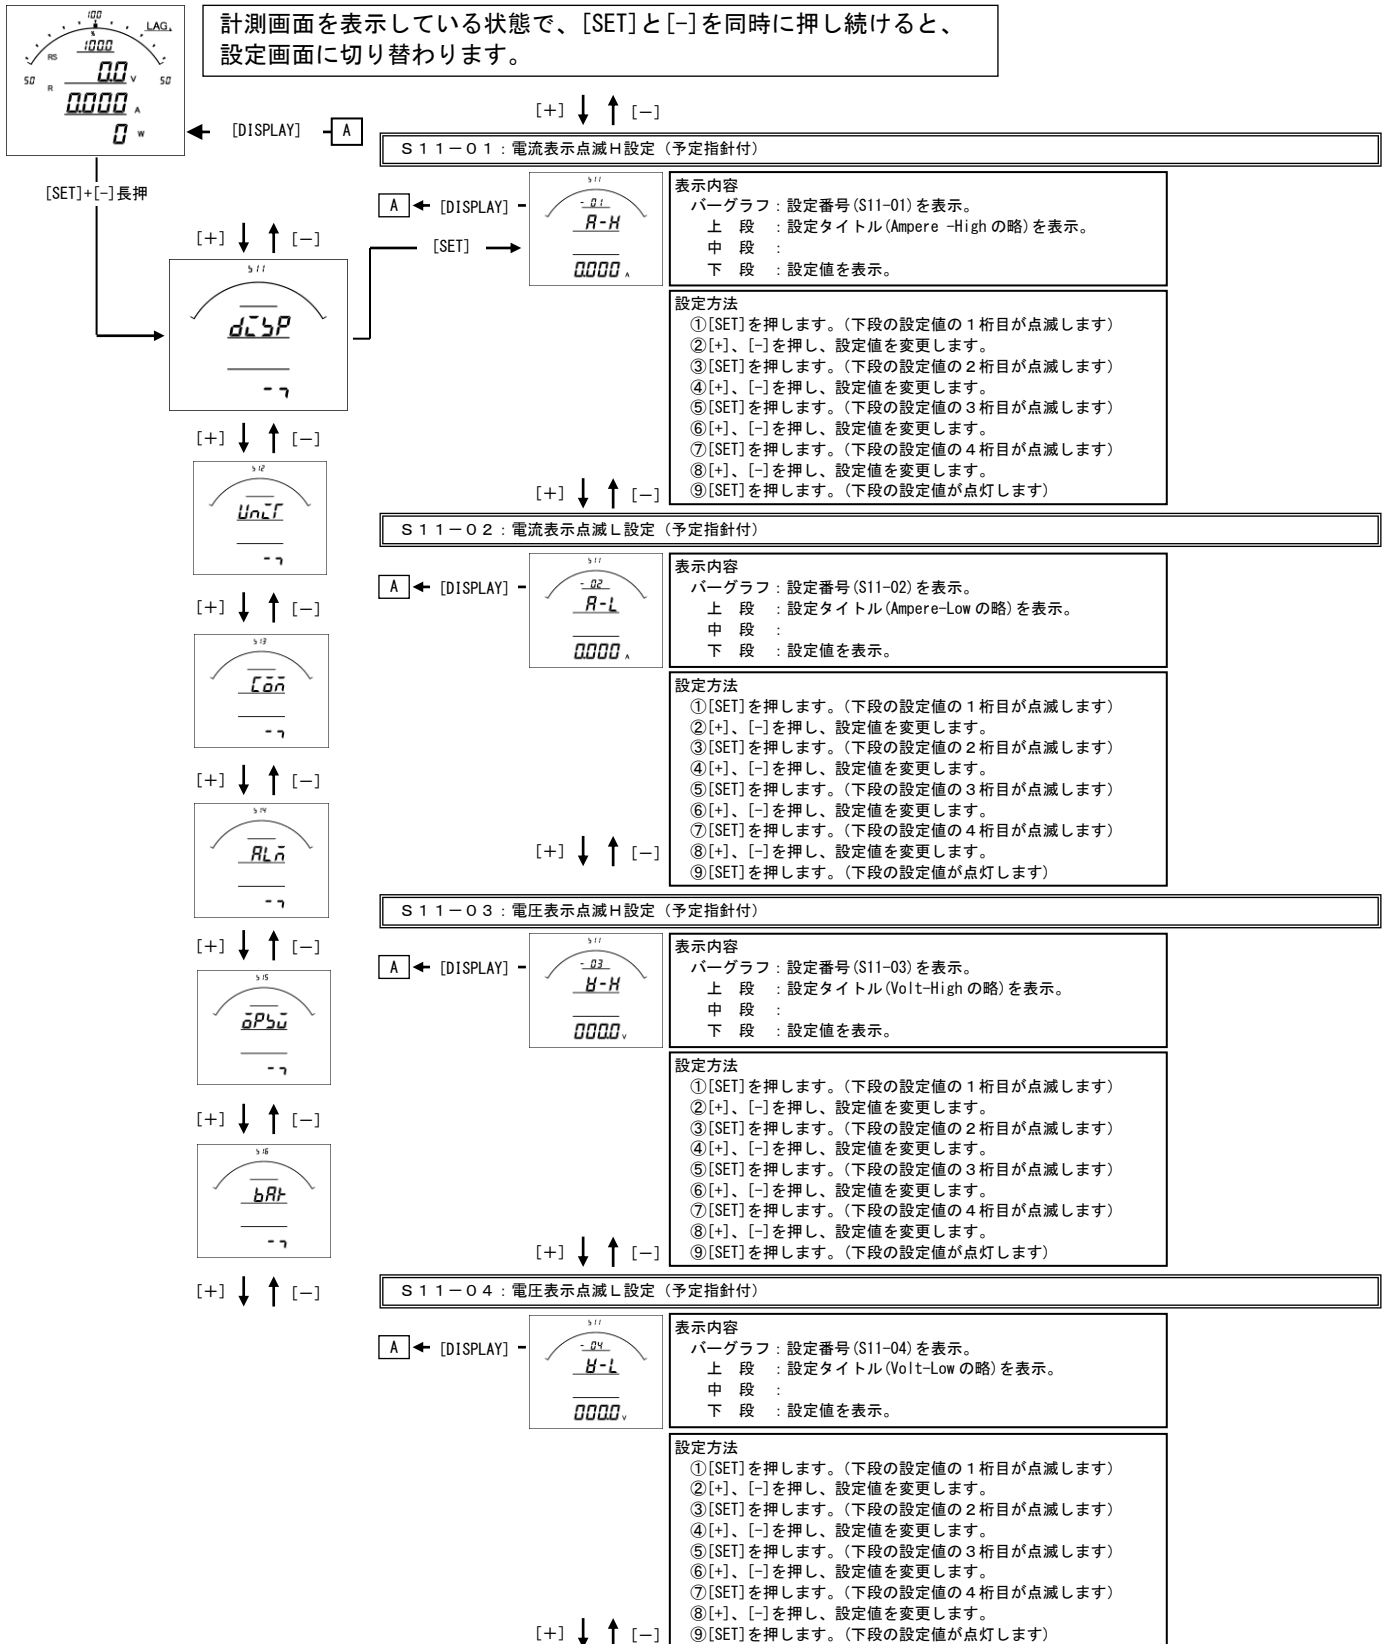 計測画面を表示している状態で、[SET]と[-]を同時に押し続けると、
設定画面に切り替わります。
100
LAG
%
100.0
RS
0.0 V
50
50
R
0.000 A
0 W
[DISPLAY]
A
[SET]+[-]長押
[+] [-]
S11
diSP
[+] [-]
S12
UniT
[+] [-]
S13
Com
[+] [-]
S14
ALm
[+] [-]
S15
[+] [-]
S16
[+] [-]
[SET]
[+] [-]
S11-01:電流表示点滅H設定(予定指針付)
A
[DISPLAY]
S11
-01
A-H
0.000 A
表示内容
バーグラフ:設定番号(S11-01)を表示。
上 段 :設定タイトル(Ampere -Highの略)を表示。
中 段 :
下 段 :設定値を表示。
設定方法
①[SET]を押します。(下段の設定値の1桁目が点滅します)
②[+]、[-]を押し、設定値を変更します。
③[SET]を押します。(下段の設定値の2桁目が点滅します)
④[+]、[-]を押し、設定値を変更します。
⑤[SET]を押します。(下段の設定値の3桁目が点滅します)
⑥[+]、[-]を押し、設定値を変更します。
⑦[SET]を押します。(下段の設定値の4桁目が点滅します)
⑧[+]、[-]を押し、設定値を変更します。
⑨[SET]を押します。(下段の設定値が点灯します)
[+] [-]
S11-02:電流表示点滅L設定(予定指針付)
A
[DISPLAY]
S11
-02
A-L
0.000 A
表示内容
バーグラフ:設定番号(S11-02)を表示。
上 段 :設定タイトル(Ampere-Lowの略)を表示。
中 段 :
下 段 :設定値を表示。
設定方法
①[SET]を押します。(下段の設定値の1桁目が点滅します)
②[+]、[-]を押し、設定値を変更します。
③[SET]を押します。(下段の設定値の2桁目が点滅します)
④[+]、[-]を押し、設定値を変更します。
⑤[SET]を押します。(下段の設定値の3桁目が点滅します)
⑥[+]、[-]を押し、設定値を変更します。
⑦[SET]を押します。(下段の設定値の4桁目が点滅します)
⑧[+]、[-]を押し、設定値を変更します。
⑨[SET]を押します。(下段の設定値が点灯します)
[+] [-]
S11-03:電圧表示点滅H設定(予定指針付)
A
[DISPLAY]
S11
-03
V-H
000.0 V
表示内容
バーグラフ:設定番号(S11-03)を表示。
上 段 :設定タイトル(Volt-Highの略)を表示。
中 段 :
下 段 :設定値を表示。
設定方法
①[SET]を押します。(下段の設定値の1桁目が点滅します)
②[+]、[-]を押し、設定値を変更します。
③[SET]を押します。(下段の設定値の2桁目が点滅します)
④[+]、[-]を押し、設定値を変更します。
⑤[SET]を押します。(下段の設定値の3桁目が点滅します)
⑥[+]、[-]を押し、設定値を変更します。
⑦[SET]を押します。(下段の設定値の4桁目が点滅します)
⑧[+]、[-]を押し、設定値を変更します。
⑨[SET]を押します。(下段の設定値が点灯します)
[+] [-]
S11-04:電圧表示点滅L設定(予定指針付)
A
[DISPLAY]
S11
-04
V-L
000.0 V
表示内容
バーグラフ:設定番号(S11-04)を表示。
上 段 :設定タイトル(Volt-Lowの略)を表示。
中 段 :
下 段 :設定値を表示。
設定方法
①[SET]を押します。(下段の設定値の1桁目が点滅します)
②[+]、[-]を押し、設定値を変更します。
③[SET]を押します。(下段の設定値の2桁目が点滅します)
④[+]、[-]を押し、設定値を変更します。
⑤[SET]を押します。(下段の設定値の3桁目が点滅します)
⑥[+]、[-]を押し、設定値を変更します。
⑦[SET]を押します。(下段の設定値の4桁目が点滅します)
⑧[+]、[-]を押し、設定値を変更します。
⑨[SET]を押します。(下段の設定値が点灯します)
[+] [-]